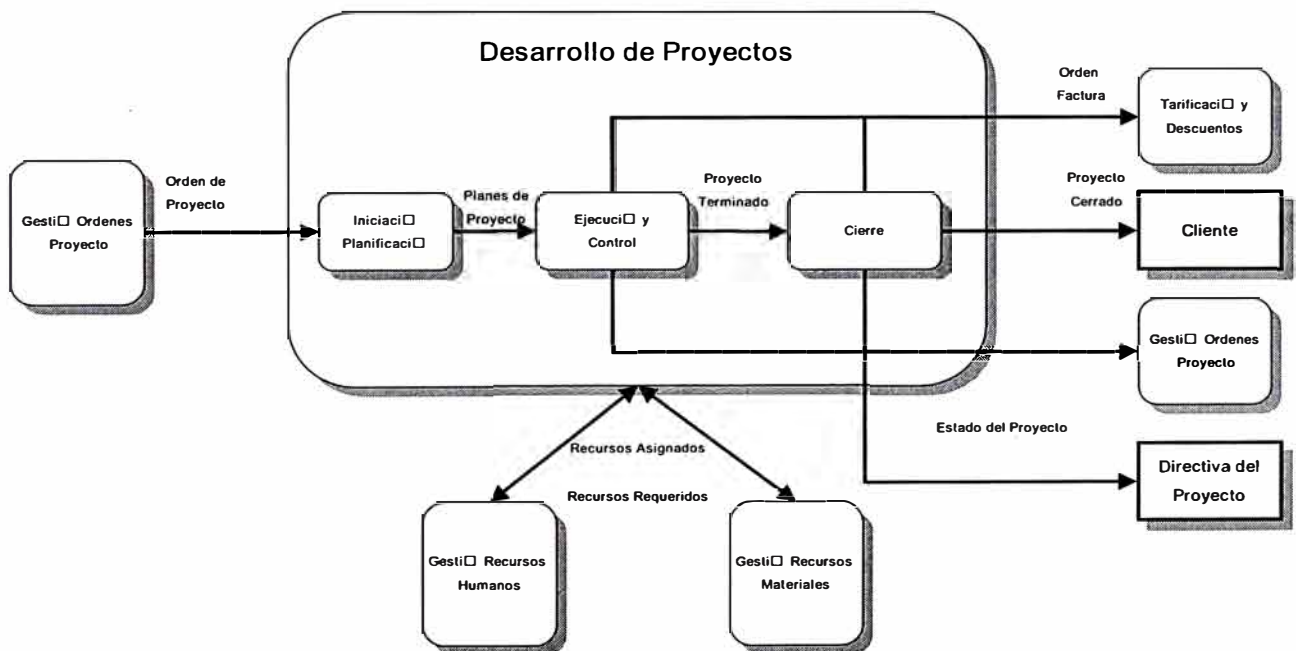 Desarrollo de Proyectos
Orden
Factura
Tarificaci□ y
Descuentos
Orden de
Proyecto
Gesti□ Ordenes
Proyecto
Iniciaci□
Planificaci□
Planes de
Proyecto
Ejecuci□ y
Control
Proyecto
Terminado
Cierre
Proyecto
Cerrado
Cliente
Gesti□ Ordenes
Proyecto
Estado del Proyecto
Directiva del
Proyecto
Recursos Asignados
Recursos Requeridos
Gesti□ Recursos
Humanos
Gesti□ Recursos
Materiales